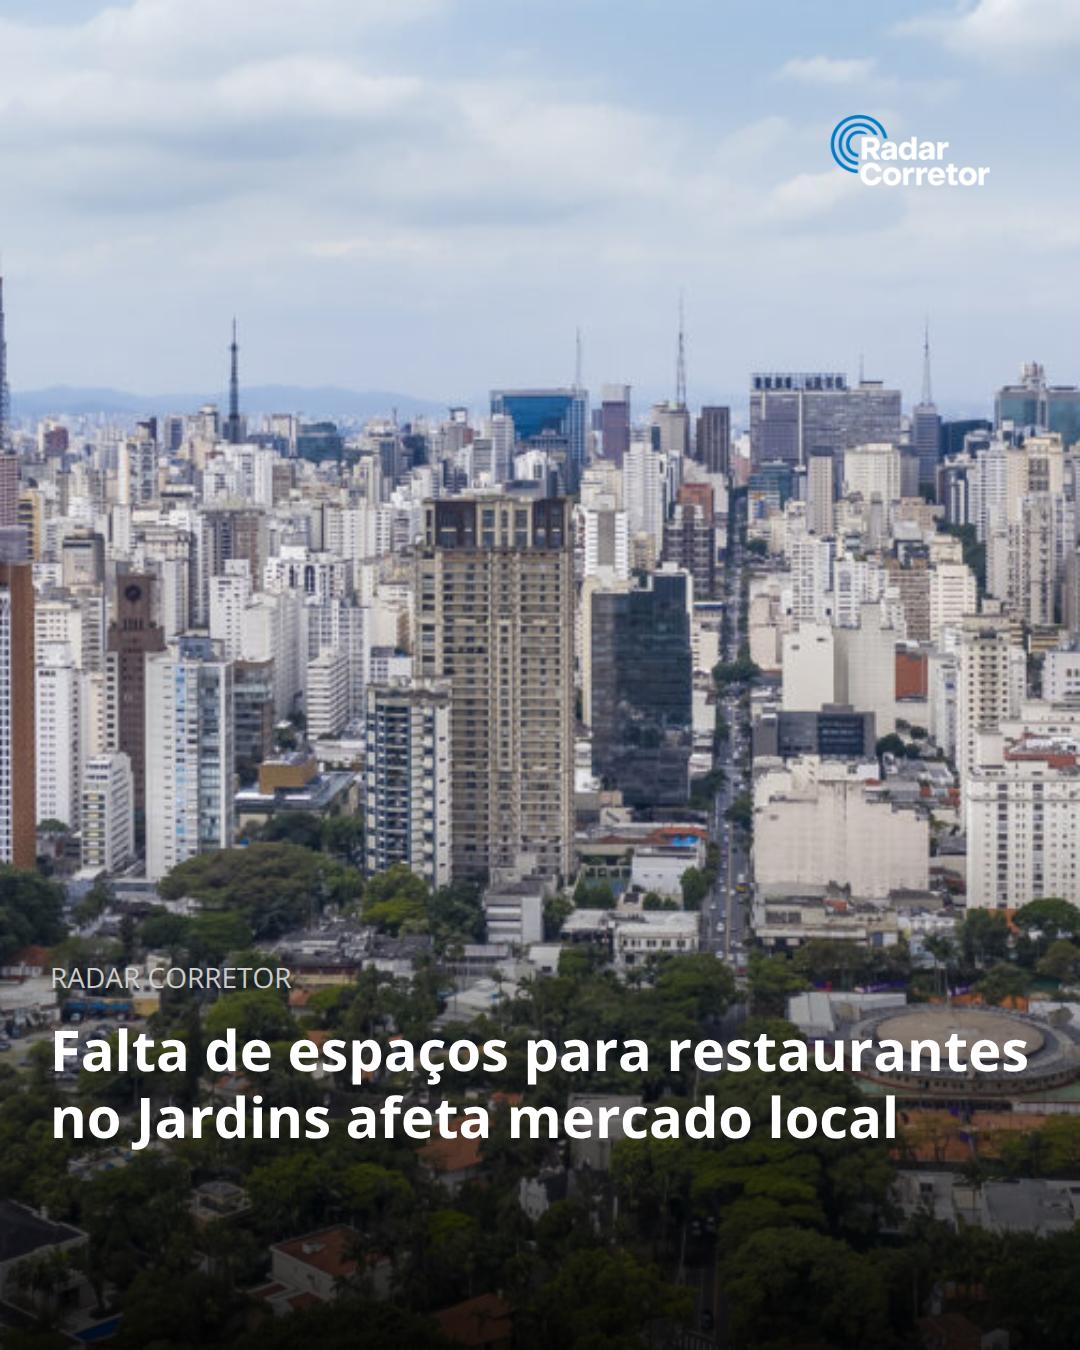 Radar
Corretor
RADAR CORRETOR
Falta de espaços para restaurantes
no Jardins afeta mercado local